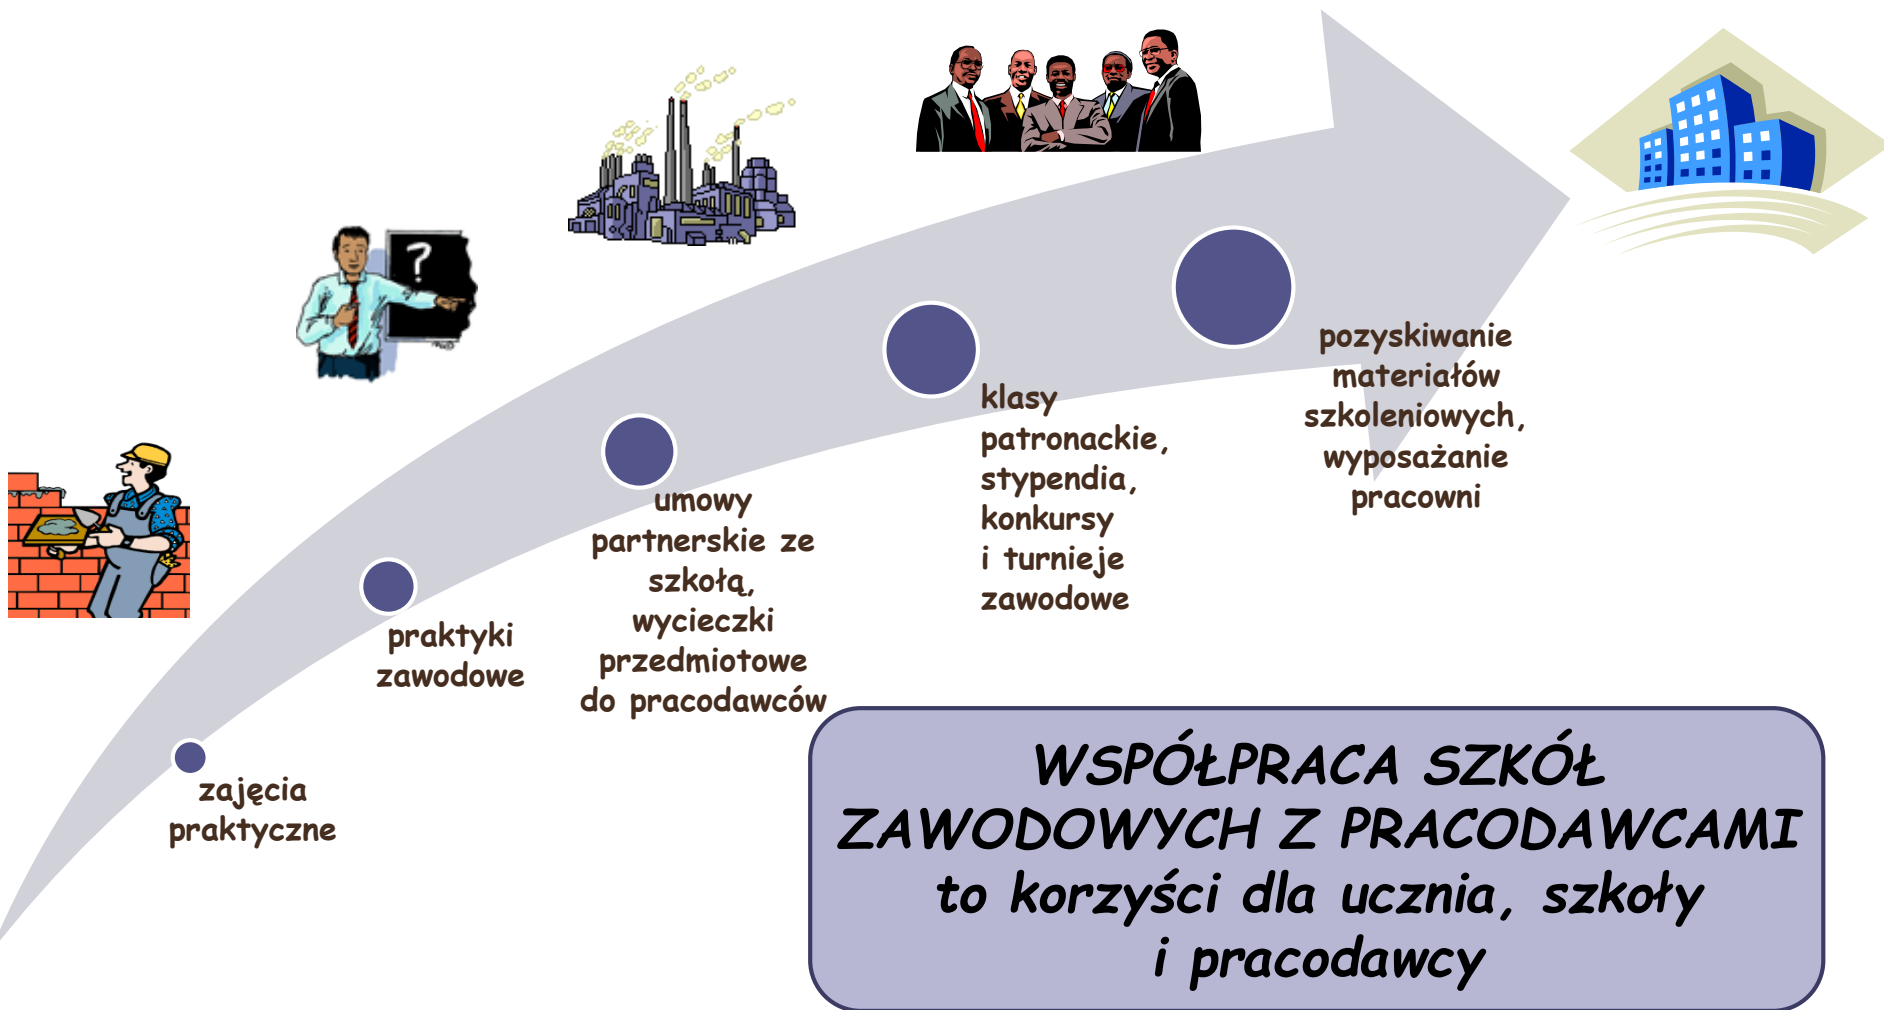 zajęcia
praktyczne
praktyki
zawodowe
umowy
partnerskie ze
szkołą,
wycieczki
przedmiotowe
do pracodawców
klasy
patronackie,
stypendia,
konkursy
i turnieje
zawodowe
pozyskiwanie
materiałów
szkoleniowych,
wyposażanie
pracowni
?
WSPÓŁPRACA SZKÓŁ
ZAWODOWYCH Z PRACODAWCAMI
to korzyści dla ucznia, szkoły
i pracodawcy